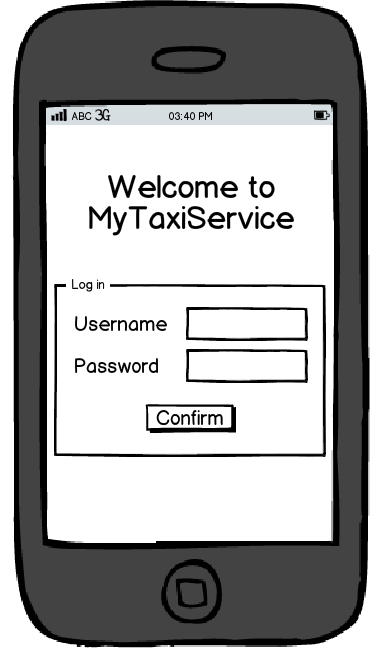 ABC 3G 03:40 PM
Welcome to
MyTaxiService
Log in
Username
Password
Confirm